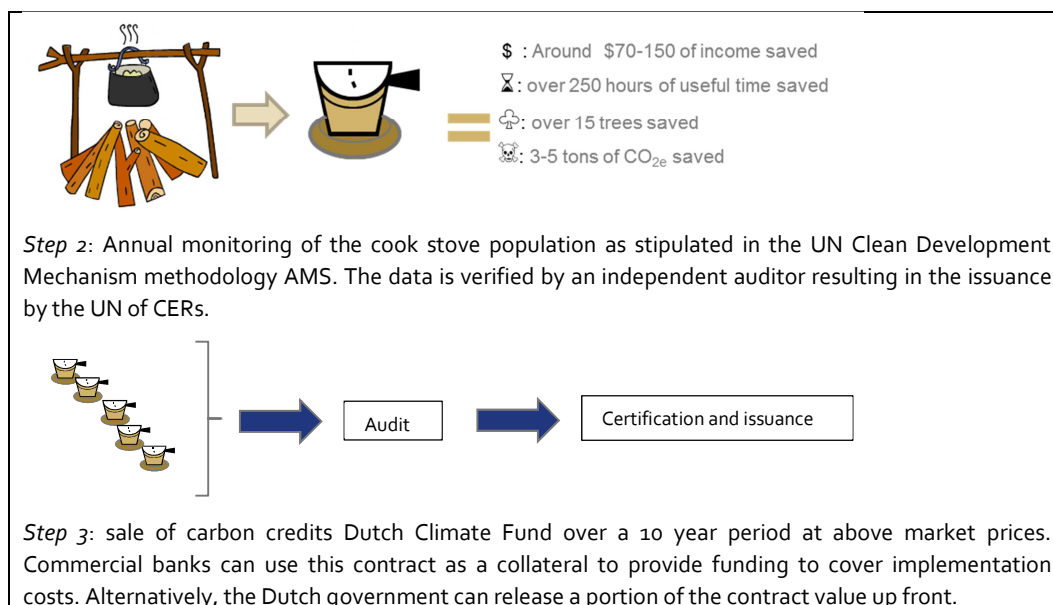 $ : Around $70-150 of income saved
⌛: over 250 hours of useful time saved
♧: over 15 trees saved
☠: 3-5 tons of CO2e saved
Step 2: Annual monitoring of the cook stove population as stipulated in the UN Clean Development
Mechanism methodology AMS. The data is verified by an independent auditor resulting in the issuance
by the UN of CERs.
Audit
Certification and issuance
Step 3: sale of carbon credits Dutch Climate Fund over a 10 year period at above market prices.
Commercial banks can use this contract as a collateral to provide funding to cover implementation
costs. Alternatively, the Dutch government can release a portion of the contract value up front.